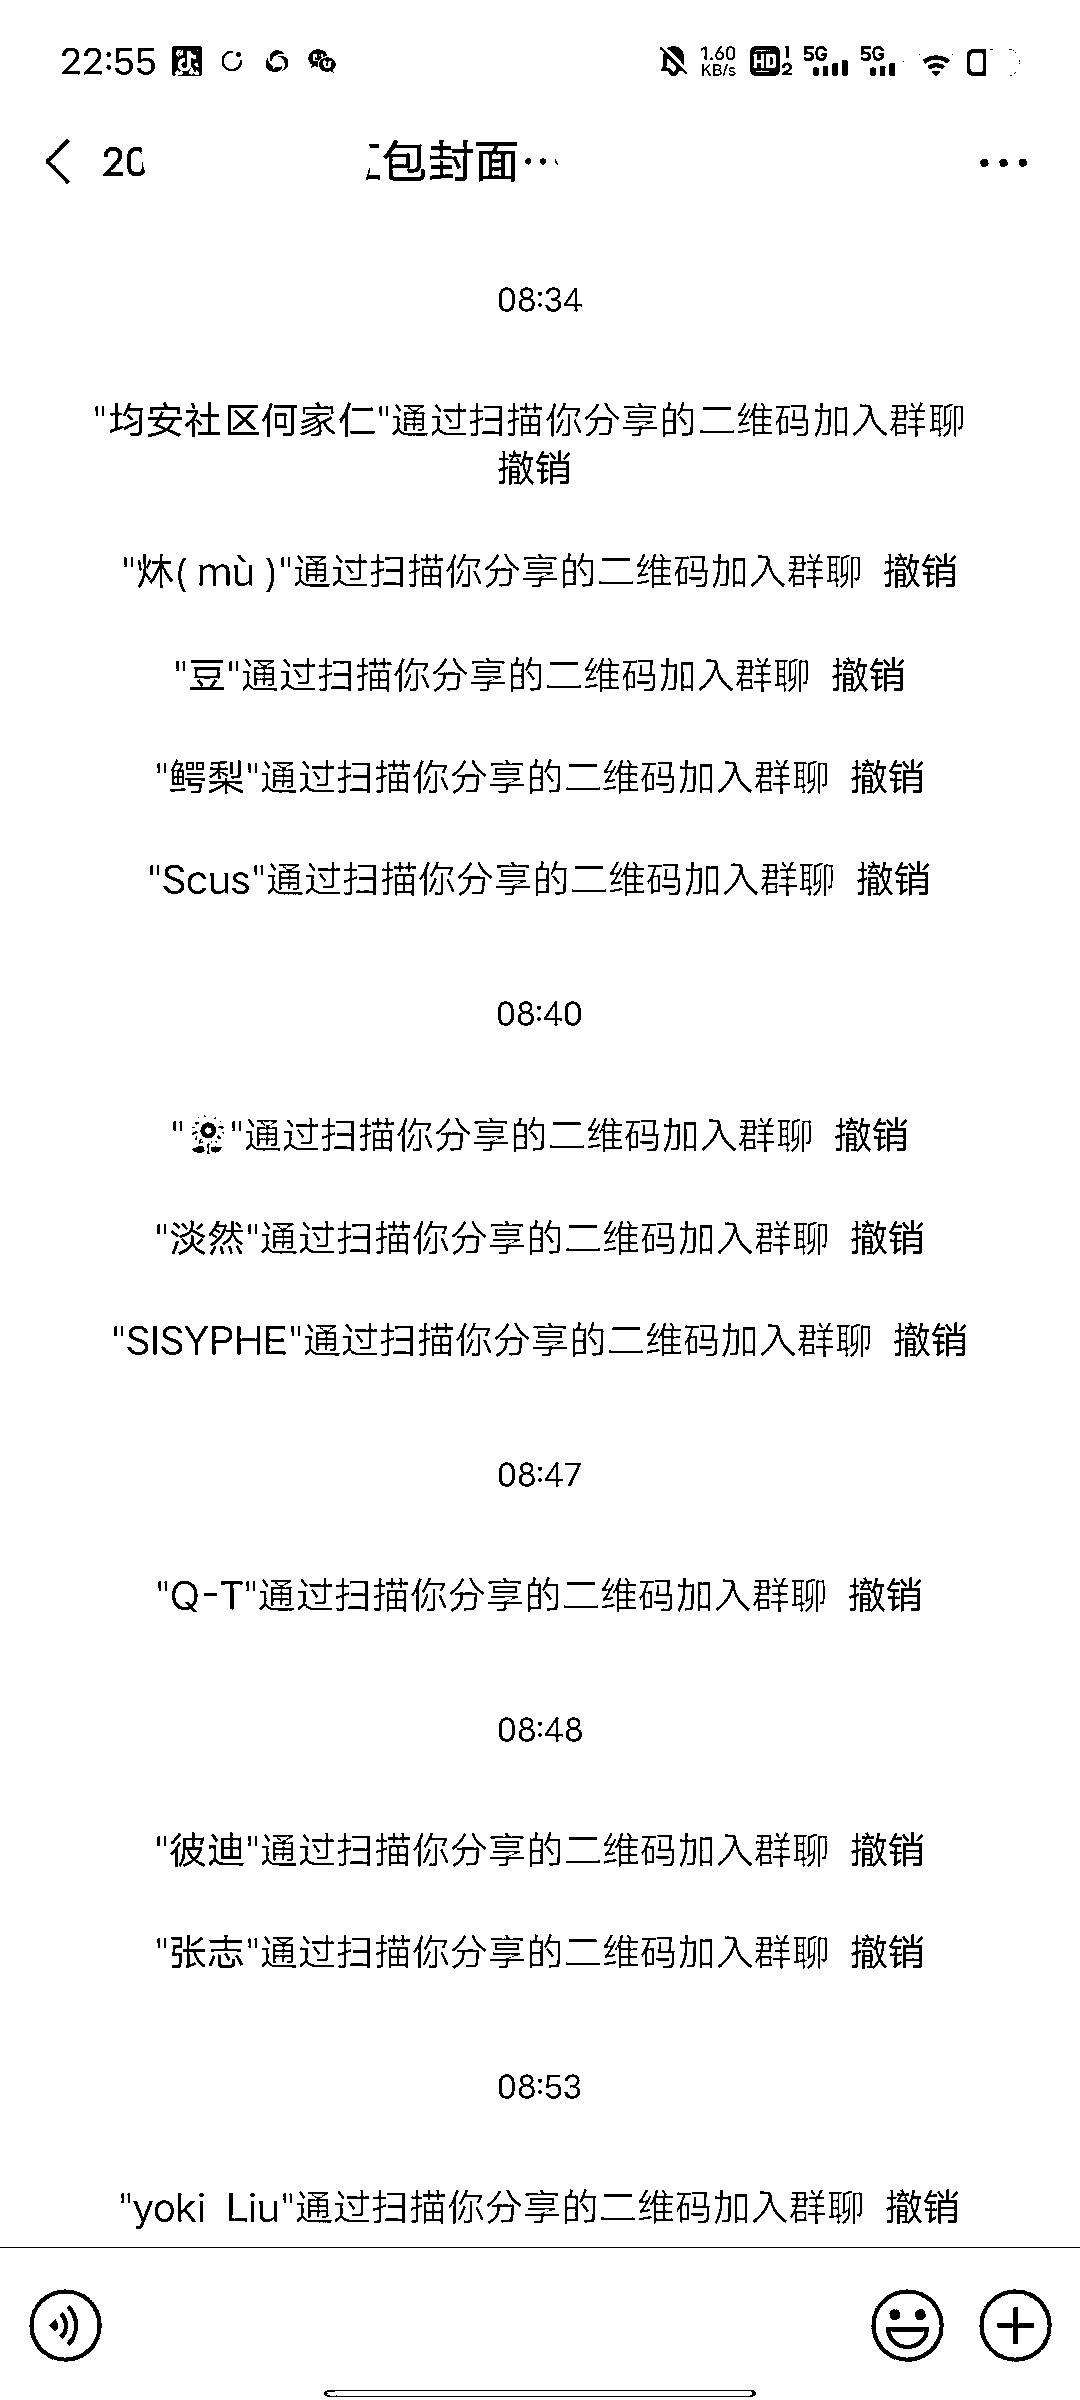 22:55 1.60 KB/s HD 1 2 5G 5G
20 包封面…
08:34
"均安社区何家仁"通过扫描你分享的二维码加入群聊
撤销
"炑( mù )"通过扫描你分享的二维码加入群聊 撤销
"豆"通过扫描你分享的二维码加入群聊 撤销
"鳄梨"通过扫描你分享的二维码加入群聊 撤销
"Scus"通过扫描你分享的二维码加入群聊 撤销
08:40
"🌻"通过扫描你分享的二维码加入群聊 撤销
"淡然"通过扫描你分享的二维码加入群聊 撤销
"SISYPHE"通过扫描你分享的二维码加入群聊 撤销
08:47
"Q-T"通过扫描你分享的二维码加入群聊 撤销
08:48
"彼迪"通过扫描你分享的二维码加入群聊 撤销
"张志"通过扫描你分享的二维码加入群聊 撤销
08:53
"yoki Liu"通过扫描你分享的二维码加入群聊 撤销